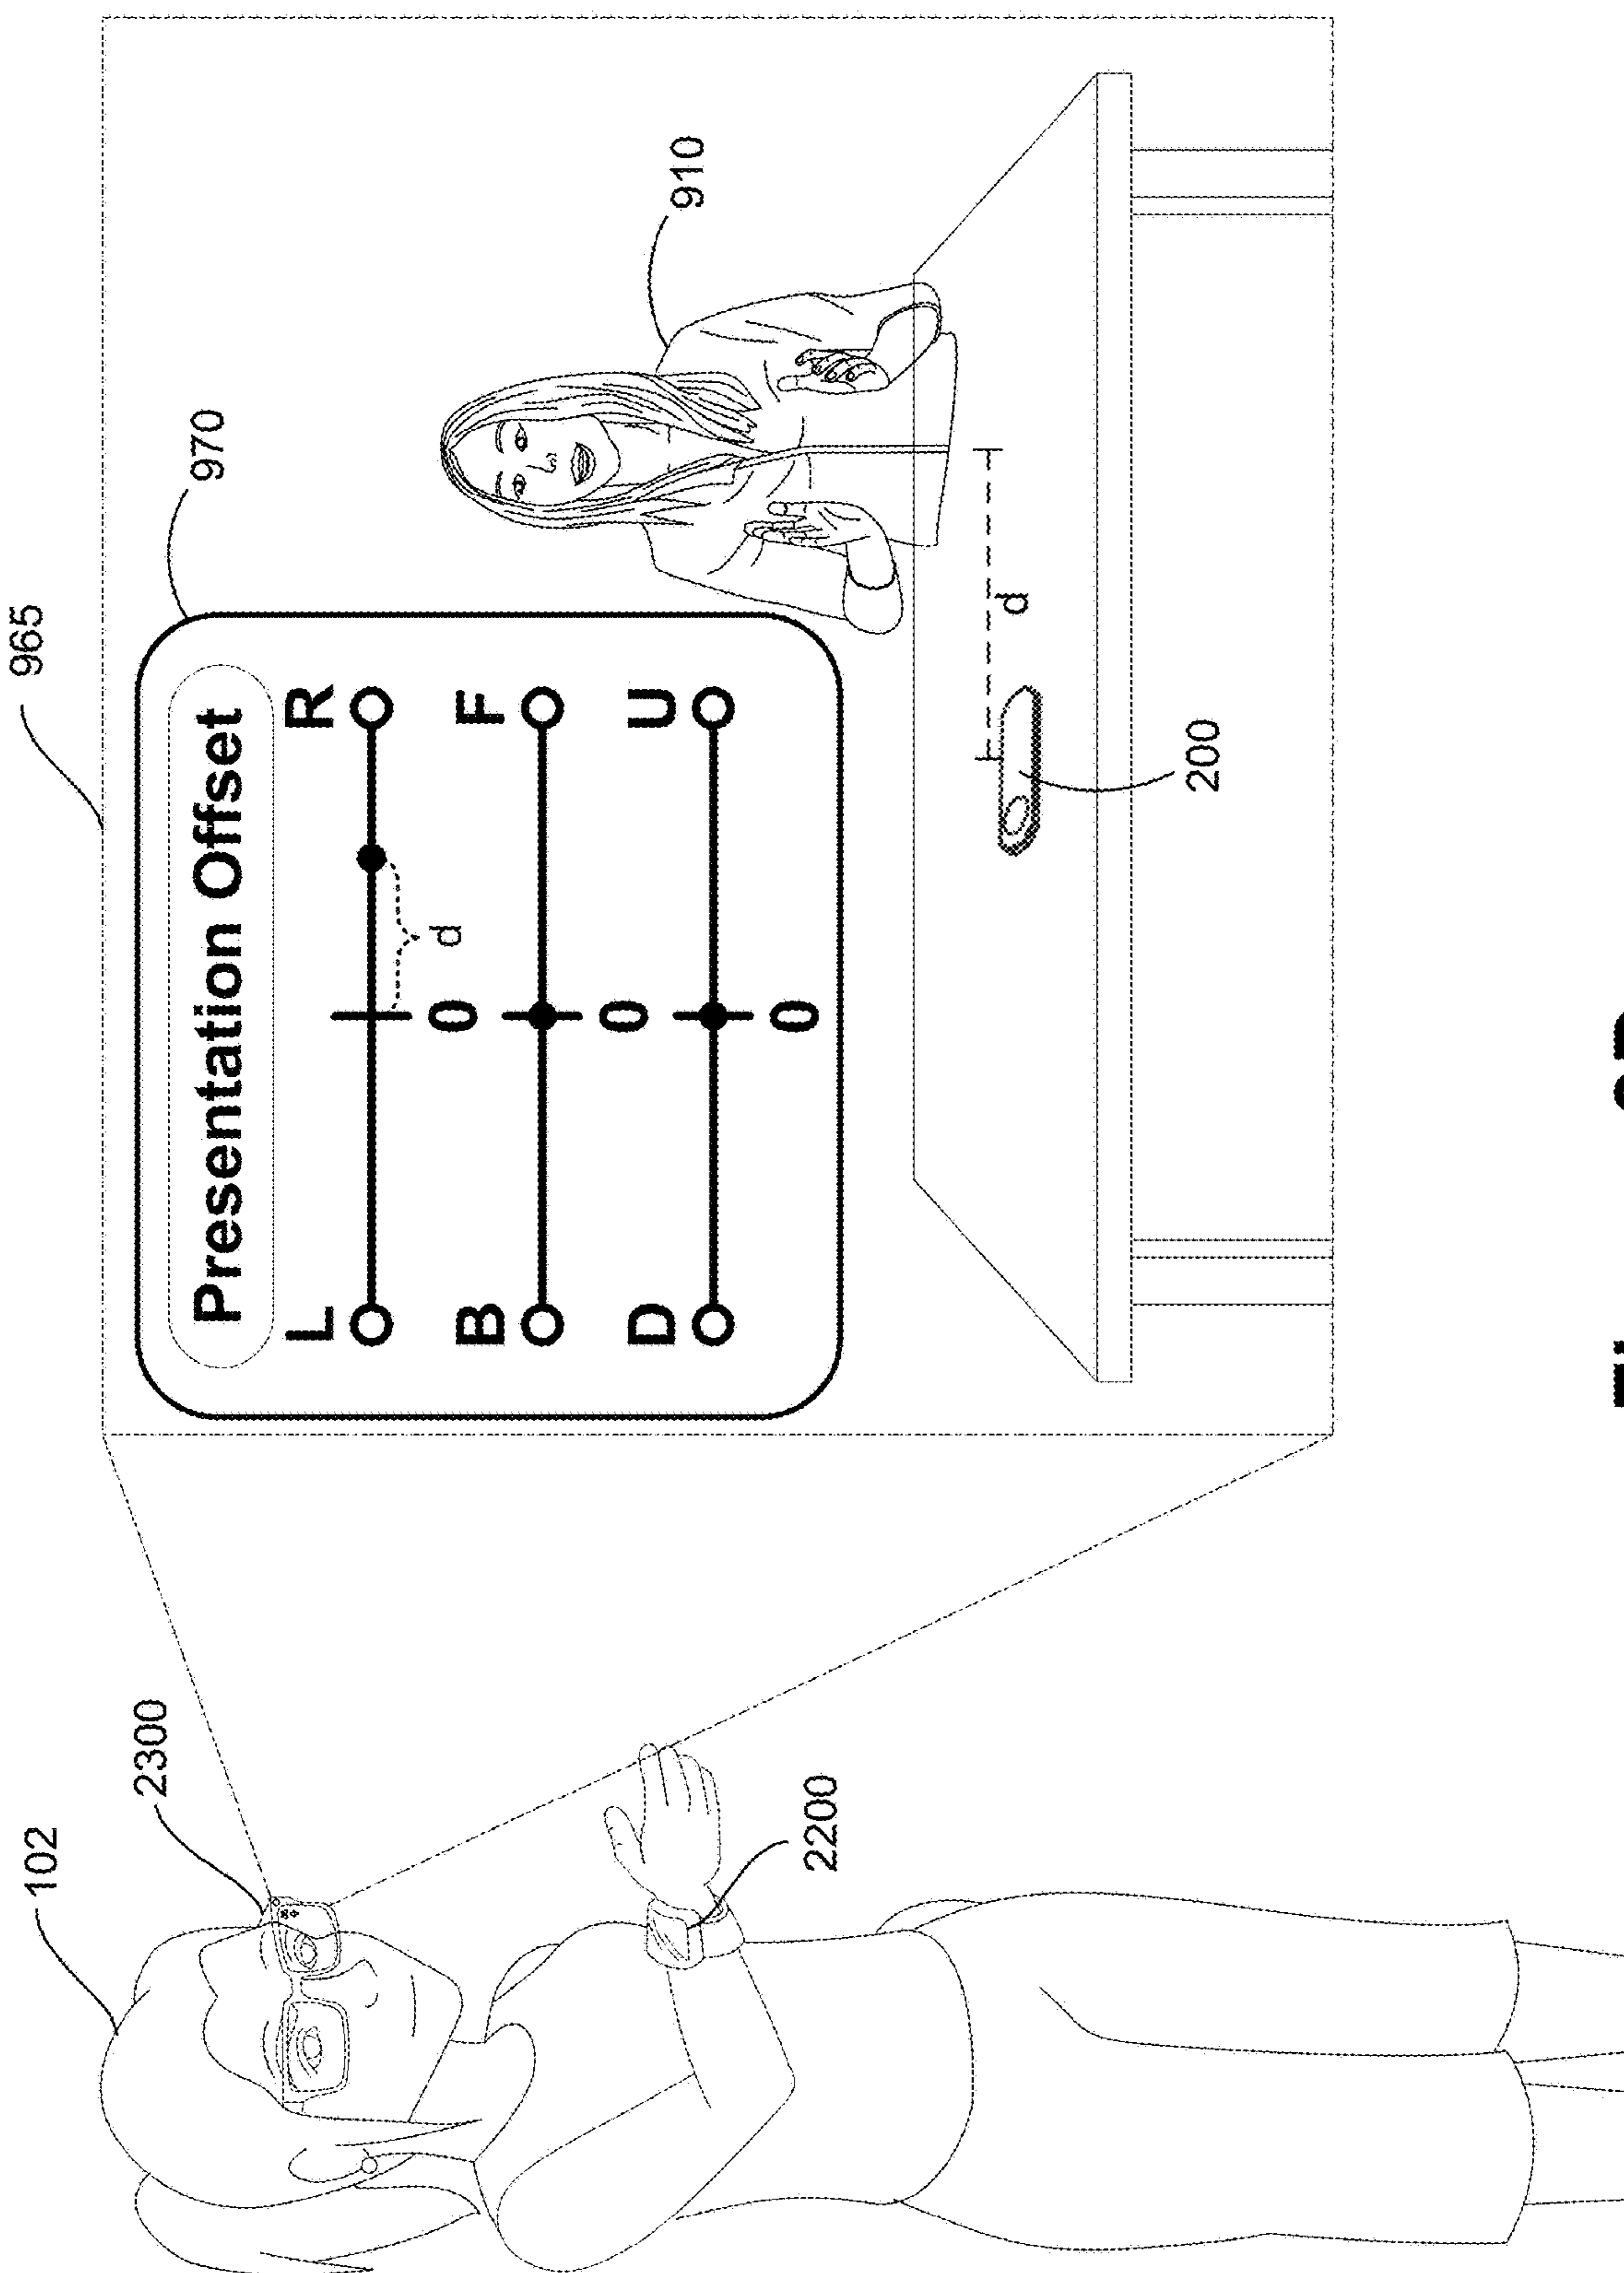 965
102
2300
970
Presentation Offset
L R
d
0
B F
0
D U
0
910
2200
d
200